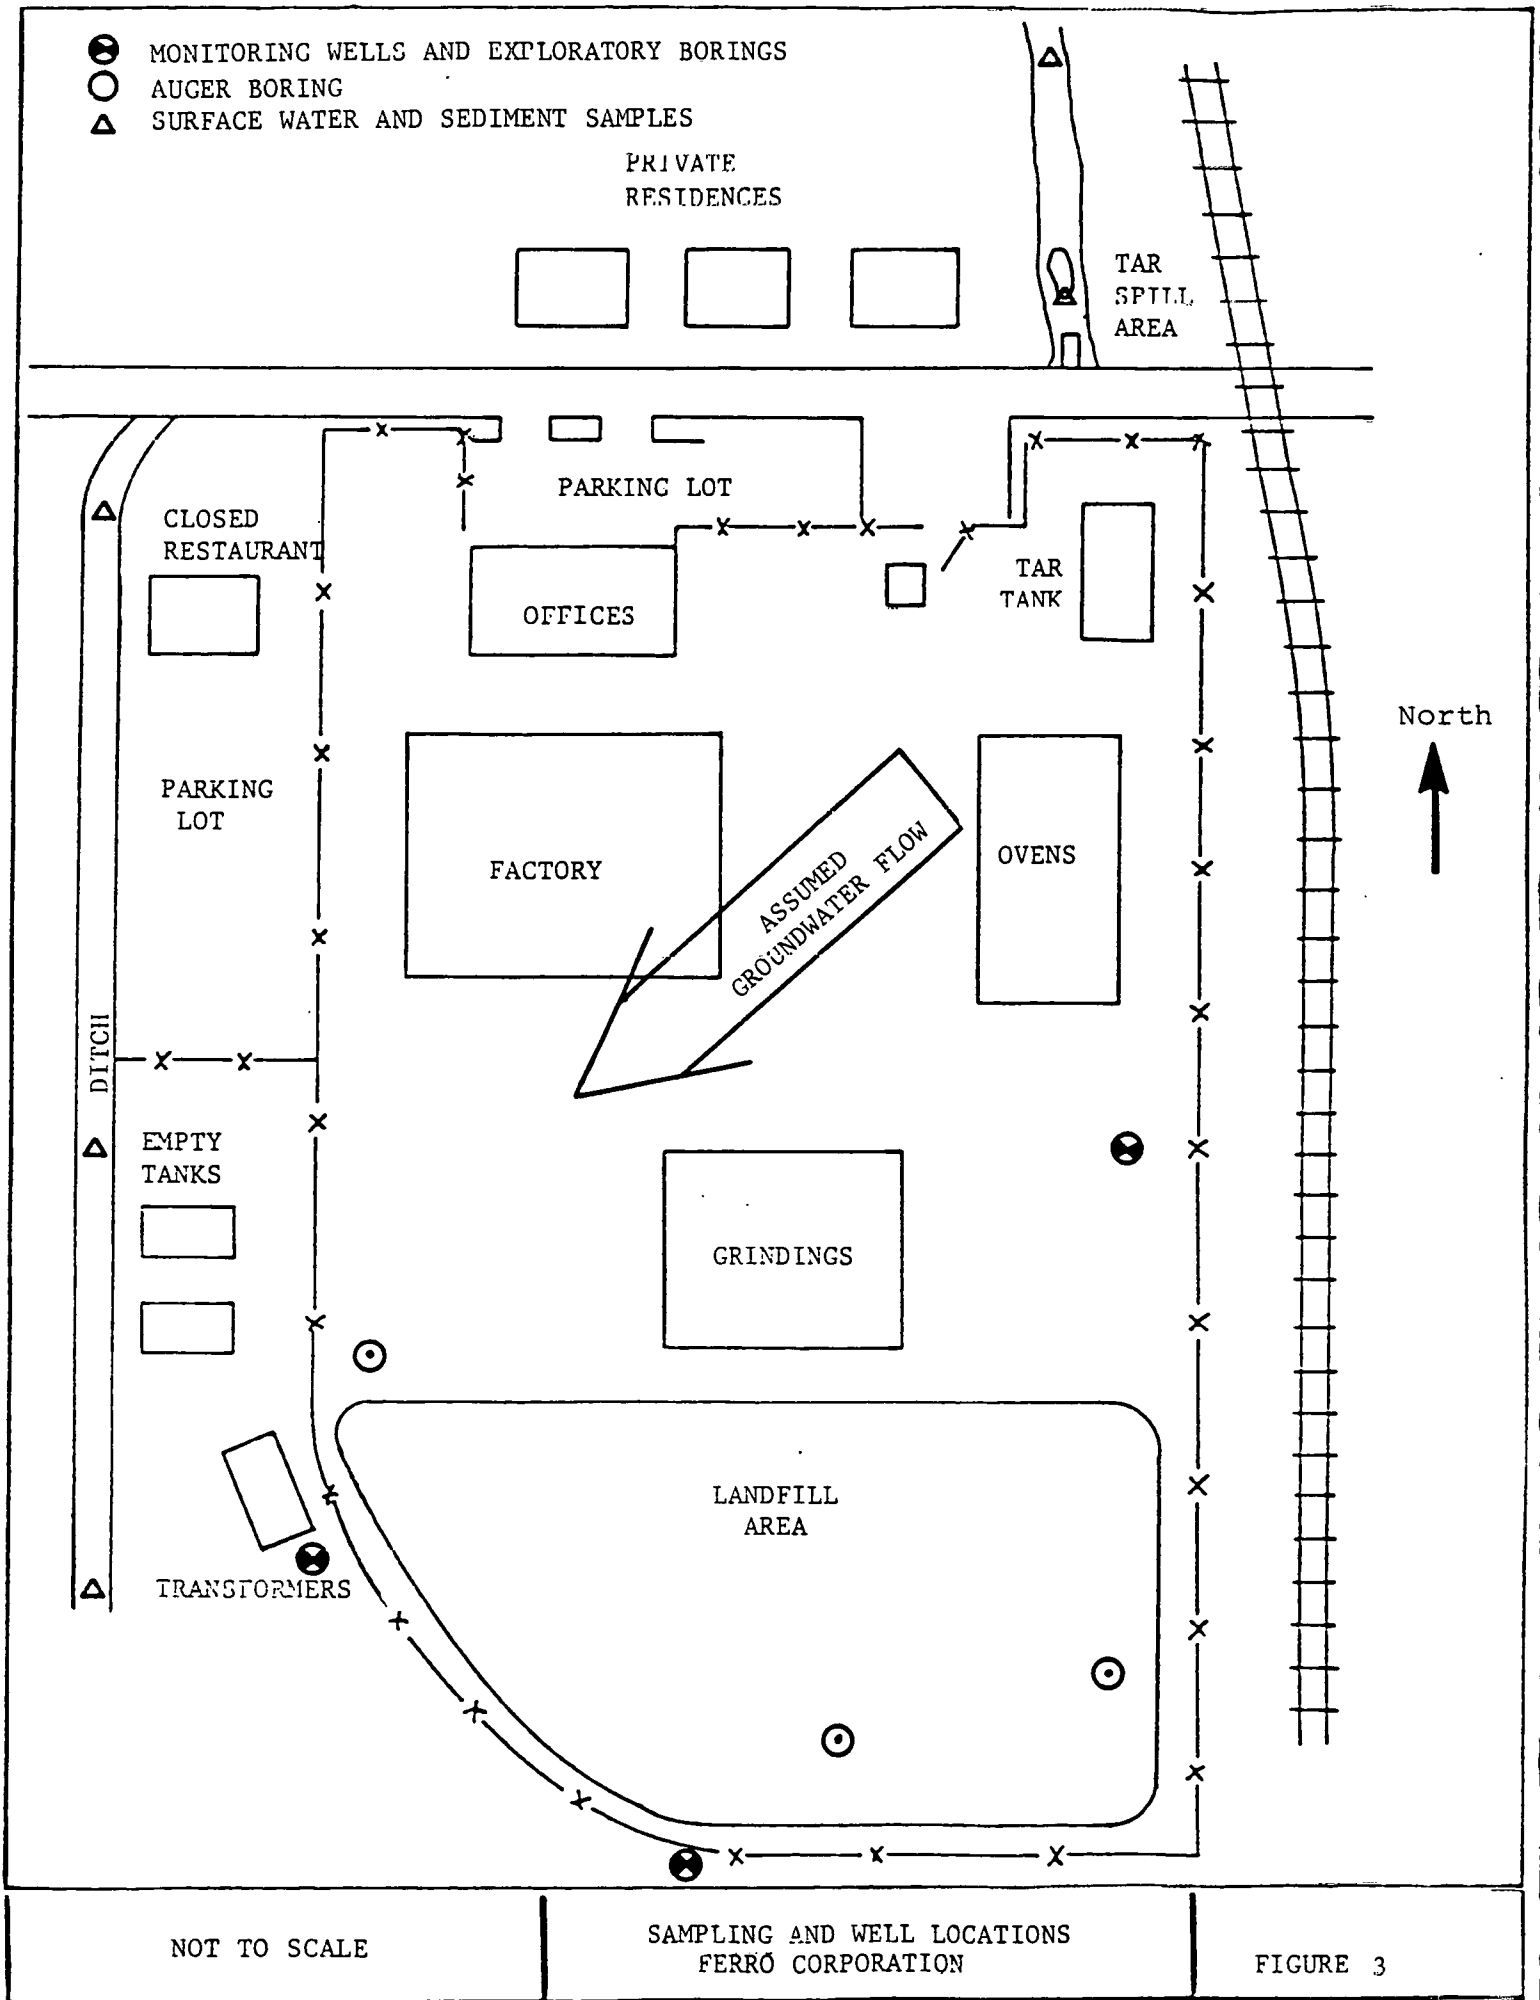 MONITORING WELLS AND EXPLORATORY BORINGS
AUGER BORING
SURFACE WATER AND SEDIMENT SAMPLES
PRIVATE
RESIDENCES
TAR
SPILL
AREA
PARKING LOT
CLOSED
RESTAURANT
OFFICES
TAR
TANK
North
PARKING
LOT
FACTORY
ASSUMED
GROUNDWATER FLOW
OVENS
DITCH
EMPTY
TANKS
GRINDINGS
LANDFILL
AREA
TRANSFORMERS
NOT TO SCALE
SAMPLING AND WELL LOCATIONS
FERRO CORPORATION
FIGURE 3